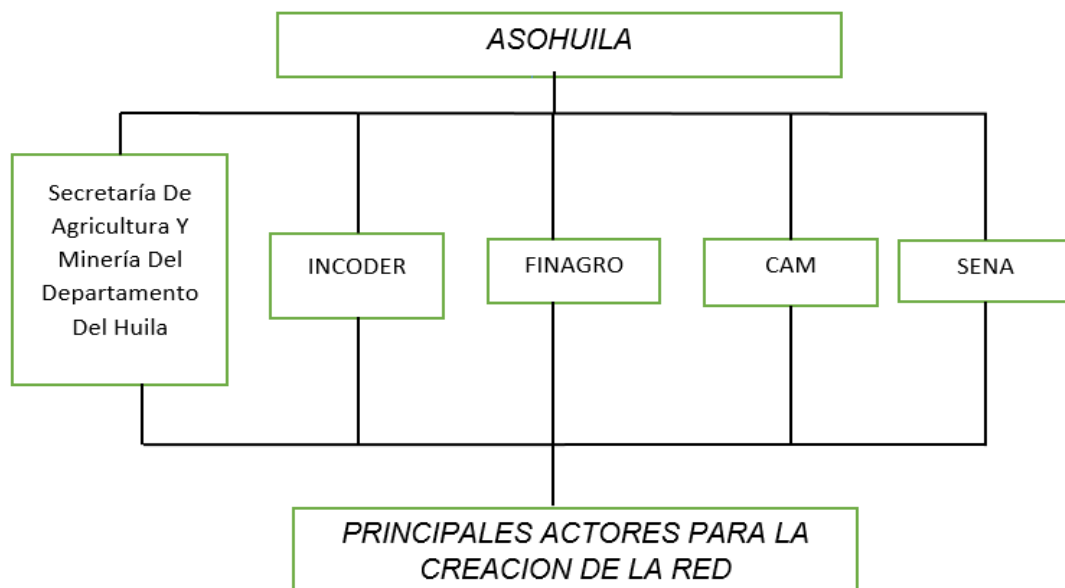 ASOHUILA
Secretaría De
Agricultura Y
Minería Del
Departamento
Del Huila
INCODER
FINAGRO
CAM
SENA
PRINCIPALES ACTORES PARA LA
CREACION DE LA RED